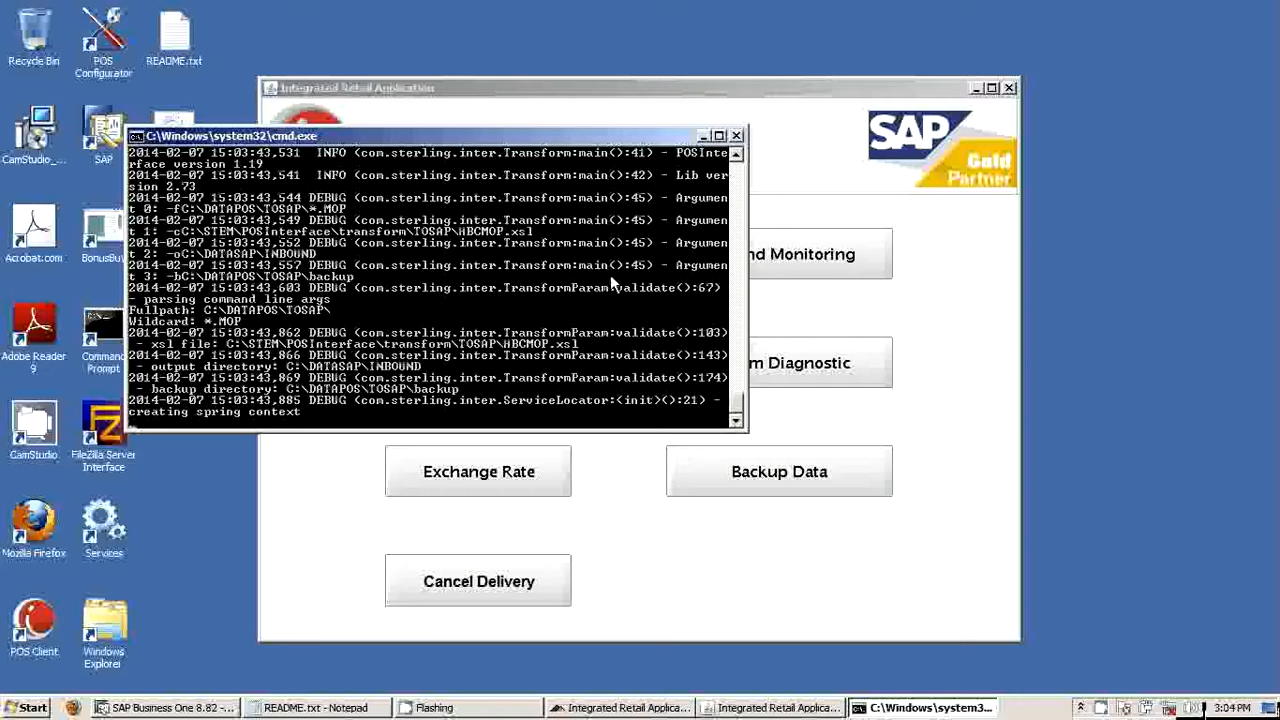 Recycle Bin
POS
Configurator
README.txt
CamStudio_...
SAP
Acrobat.com
BonusBu
Adobe Reader
9
Command
Prompt
CamStudio
FileZilla Server
Interface
Mozilla Firefox
Services
POS Client
Windows
Explorer
Integrated Retail Application
SAP
Gold
Partner
C:\Windows\system32\cmd.exe
2014-02-07 15:03:43,531  INFO (com.sterling.inter.Transform:main():41) - POSInte
rface version 1.19
2014-02-07 15:03:43,541  INFO (com.sterling.inter.Transform:main():42) - Lib ver
sion 2.73
2014-02-07 15:03:43,544 DEBUG (com.sterling.inter.Transform:main():45) - Argumen
t 0: -fC:\DATAPOS\TOSAP\*.MOP
2014-02-07 15:03:43,549 DEBUG (com.sterling.inter.Transform:main():45) - Argumen
t 1: -cC:\STEM\POSInterface\transform\TOSAP\HBCMOP.xsl
2014-02-07 15:03:43,552 DEBUG (com.sterling.inter.Transform:main():45) - Argumen
t 2: -oC:\DATASAP\INBOUND
2014-02-07 15:03:43,557 DEBUG (com.sterling.inter.Transform:main():45) - Argumen
t 3: -bC:\DATAPOS\TOSAP\backup
2014-02-07 15:03:43,603 DEBUG (com.sterling.inter.TransformParam:validate():67)
- parsing command line args
Fullpath: C:\DATAPOS\TOSAP\
Wildcard: *.MOP
2014-02-07 15:03:43,862 DEBUG (com.sterling.inter.TransformParam:validate():103)
 - xsl file: C:\STEM\POSInterface\transform\TOSAP\HBCMOP.xsl
2014-02-07 15:03:43,866 DEBUG (com.sterling.inter.TransformParam:validate():143)
 - output directory: C:\DATASAP\INBOUND
2014-02-07 15:03:43,869 DEBUG (com.sterling.inter.TransformParam:validate():174)
 - backup directory: C:\DATAPOS\TOSAP\backup
2014-02-07 15:03:43,885 DEBUG (com.sterling.inter.ServiceLocator:<init>():21) -
creating spring context
nd Monitoring
m Diagnostic
Exchange Rate
Backup Data
Cancel Delivery
Start
SAP Business One 8.82 -...
README.txt - Notepad
Flashing
Integrated Retail Applica...
Integrated Retail Applica...
C:\Windows\system3...
3:04 PM